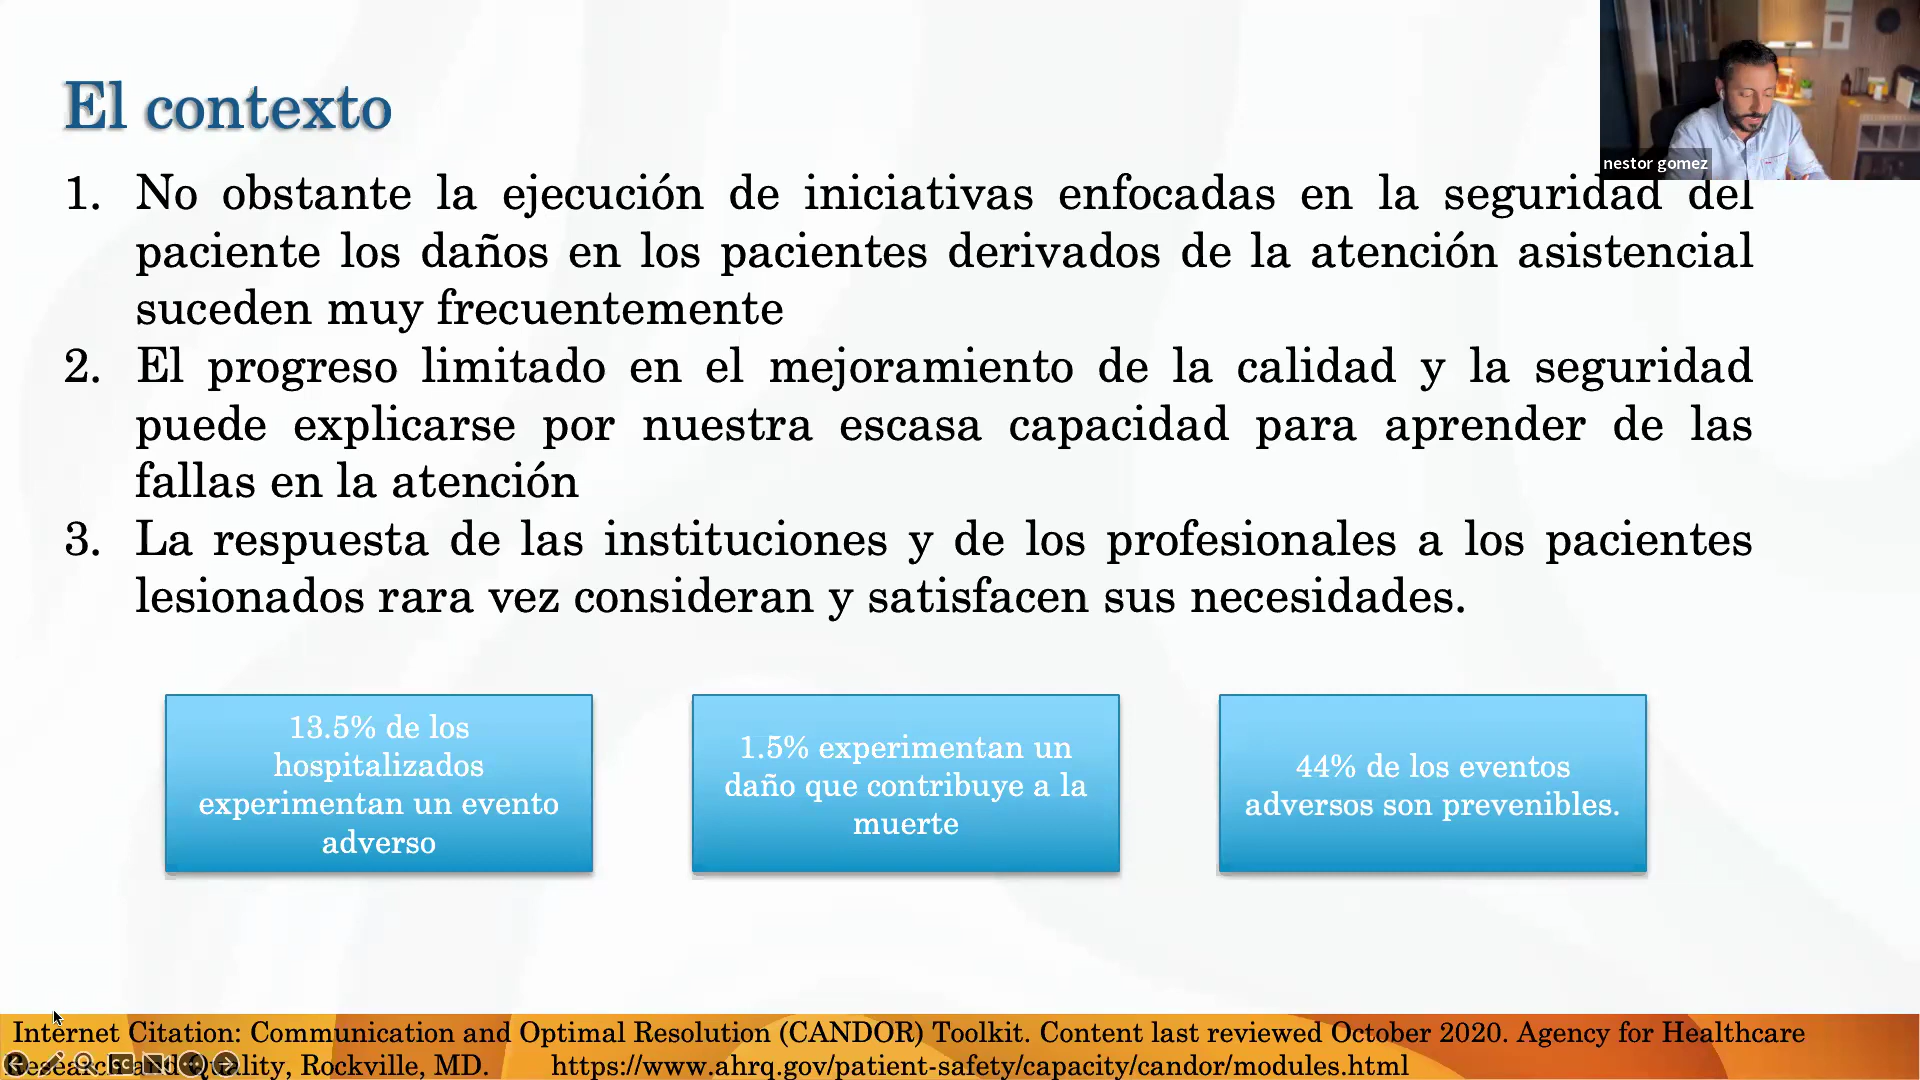 El contexto
nestor gomez
1. No obstante la ejecución de iniciativas enfocadas en la seguridad del
paciente los daños en los pacientes derivados de la atención asistencial
suceden muy frecuentemente
2. El progreso limitado en el mejoramiento de la calidad y la seguridad
puede explicarse por nuestra escasa capacidad para aprender de las
fallas en la atención
3. La respuesta de las instituciones y de los profesionales a los pacientes
lesionados rara vez consideran y satisfacen sus necesidades.
13.5% de los
hospitalizados
experimentan un evento
adverso
1.5% experimentan un
daño que contribuye a la
muerte
44% de los eventos
adversos son prevenibles.
Internet Citation: Communication and Optimal Resolution (CANDOR) Toolkit. Content last reviewed October 2020. Agency for Healthcare
Research and Quality, Rockville, MD. https://www.ahrq.gov/patient-safety/capacity/candor/modules.html